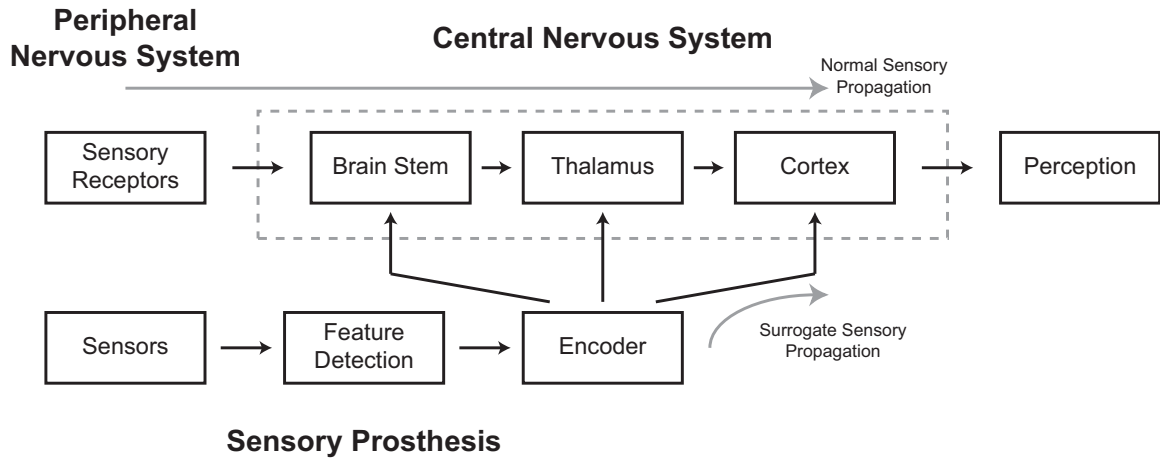 Peripheral
Nervous System
Central Nervous System
Normal Sensory
Propagation
Sensory
Receptors
Brain Stem
Thalamus
Cortex
Perception
Sensors
Feature
Detection
Encoder
Surrogate Sensory
Propagation
Sensory Prosthesis